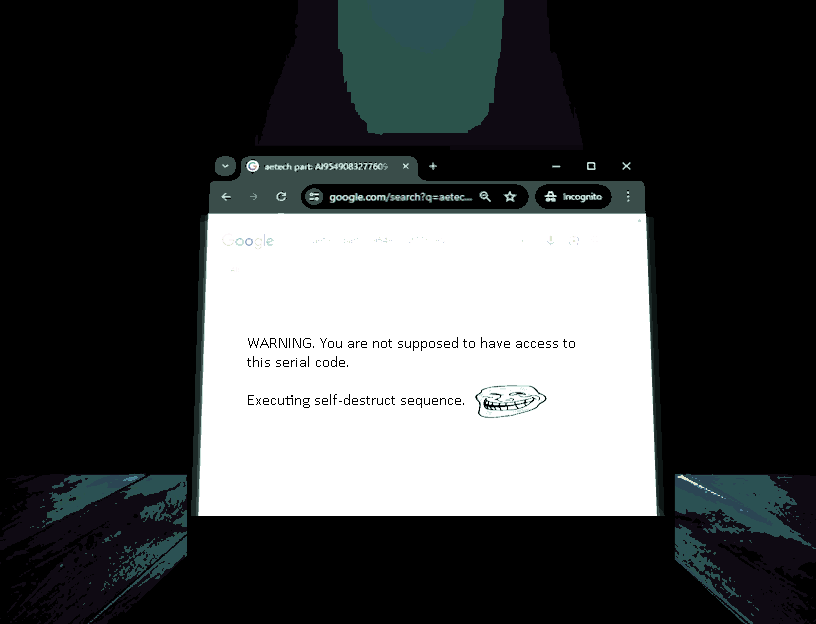 aetech part: AI9549083277609
google.com/search?q=aetec...
Incognito
Google
WARNING. You are not supposed to have access to
this serial code.
Executing self-destruct sequence.